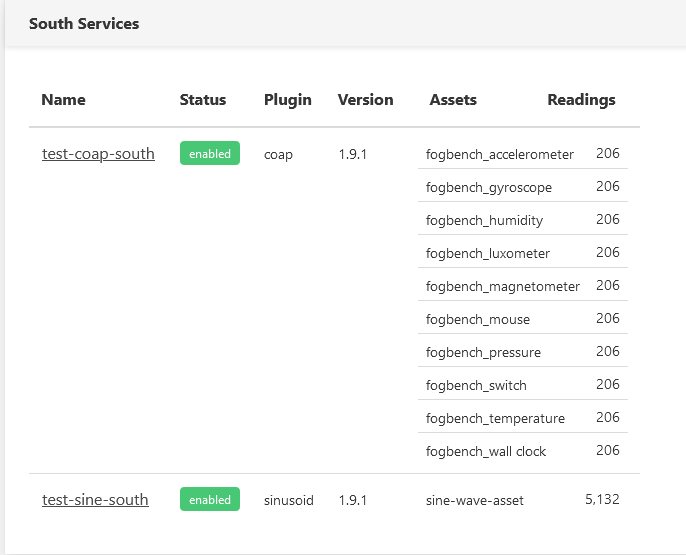 South Services
Name Status Plugin Version Assets Readings
test-coap-south enabled coap 1.9.1 fogbench_accelerometer 206
fogbench_gyroscope 206
fogbench_humidity 206
fogbench_luxometer 206
fogbench_magnetometer 206
fogbench_mouse 206
fogbench_pressure 206
fogbench_switch 206
fogbench_temperature 206
fogbench_wall clock 206
test-sine-south enabled sinusoid 1.9.1 sine-wave-asset 5,132